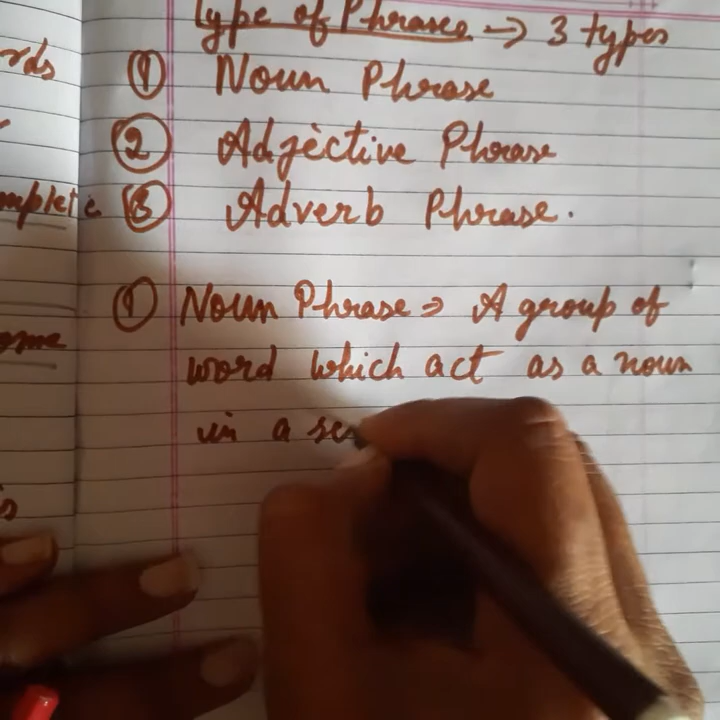 Type of Phrase → 3 types
① Noun Phrase
② Adjective Phrase
③ Adverb Phrase.
① Noun Phrase ⇒ A group of
word which act as a noun
in a sen